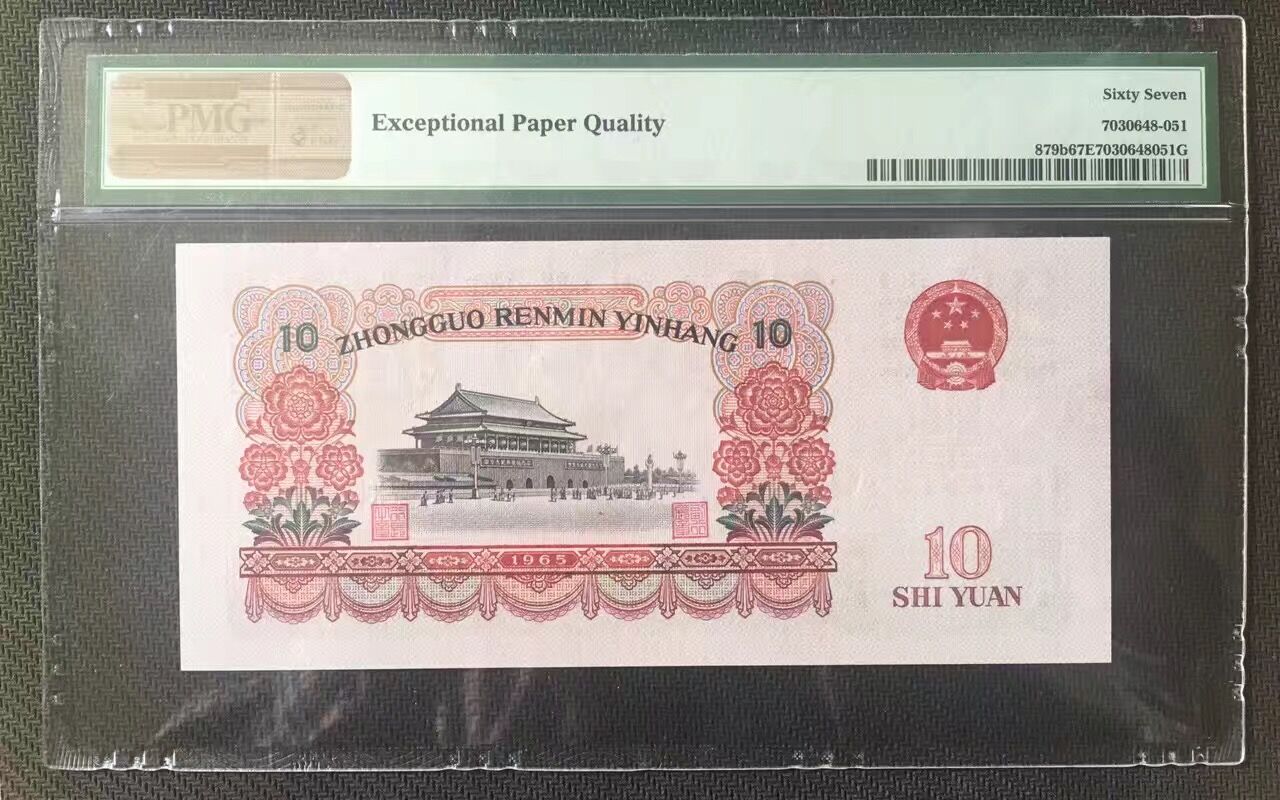 PMG
Exceptional Paper Quality
Sixty Seven
7030648-051
879b67E7030648051G
10 ZHONGGUO RENMIN YINHANG 10
1965
10
SHI YUAN